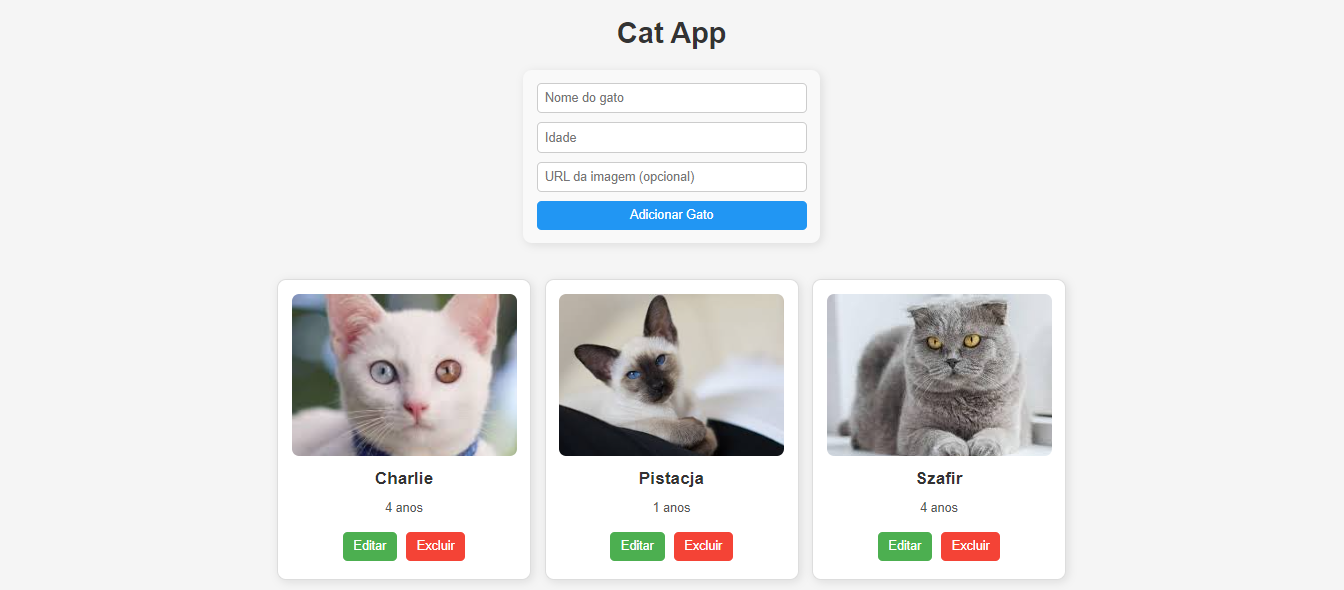 Cat App
Nome do gato
Idade
URL da imagem (opcional)
Adicionar Gato
Charlie
4 anos
Editar Excluir
Pistacja
1 anos
Editar Excluir
Szafir
4 anos
Editar Excluir